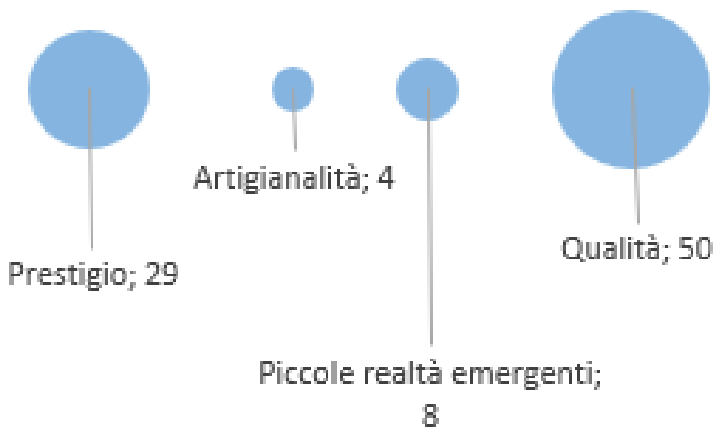 Artigianalità; 4
Qualità; 50
Prestigio; 29
Piccole realtà emergenti;
8